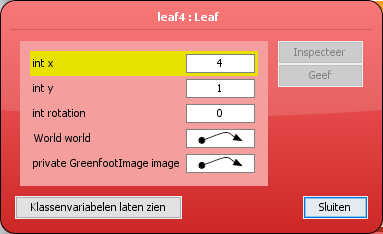 leaf4 : Leaf
int x 4
Inspecteer
int y 1
Geef
int rotation 0
World world
private GreenfootImage image
Klassenvariabelen laten zien
Sluiten